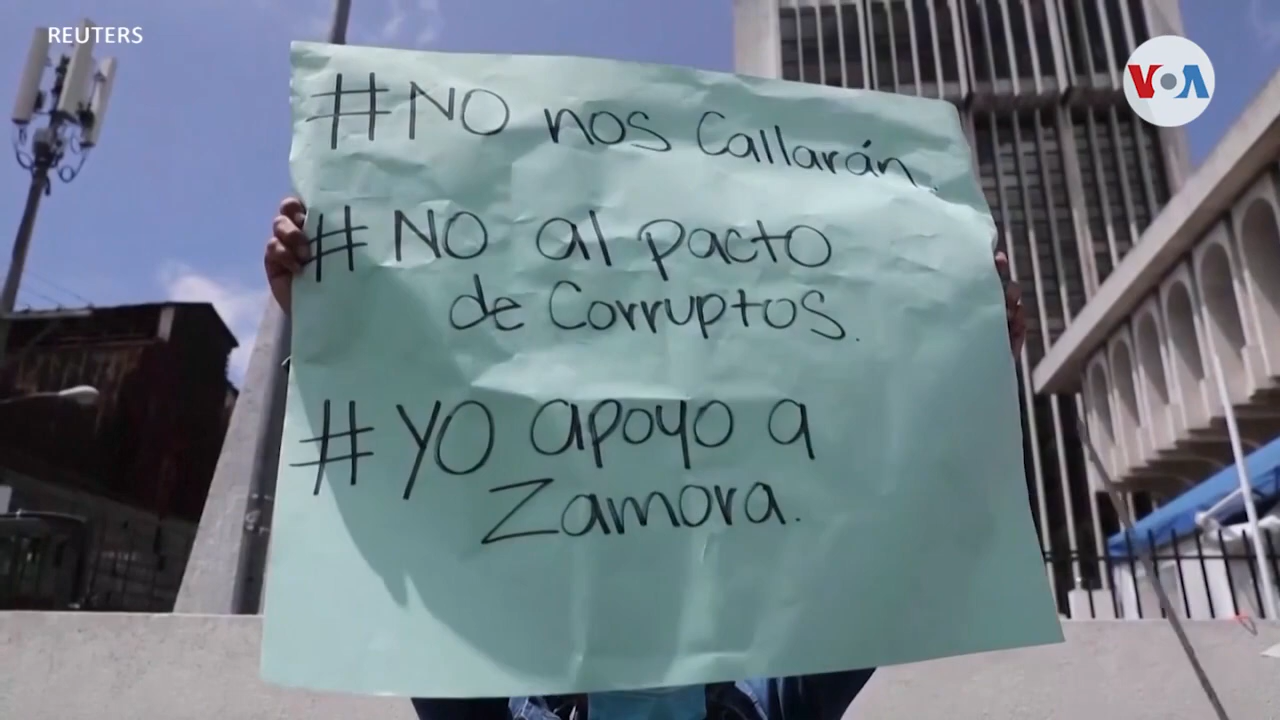 REUTERS
VOA
#NO nos Callarán.
#NO al pacto
de Corruptos.
#YO apoyo a
Zamora.